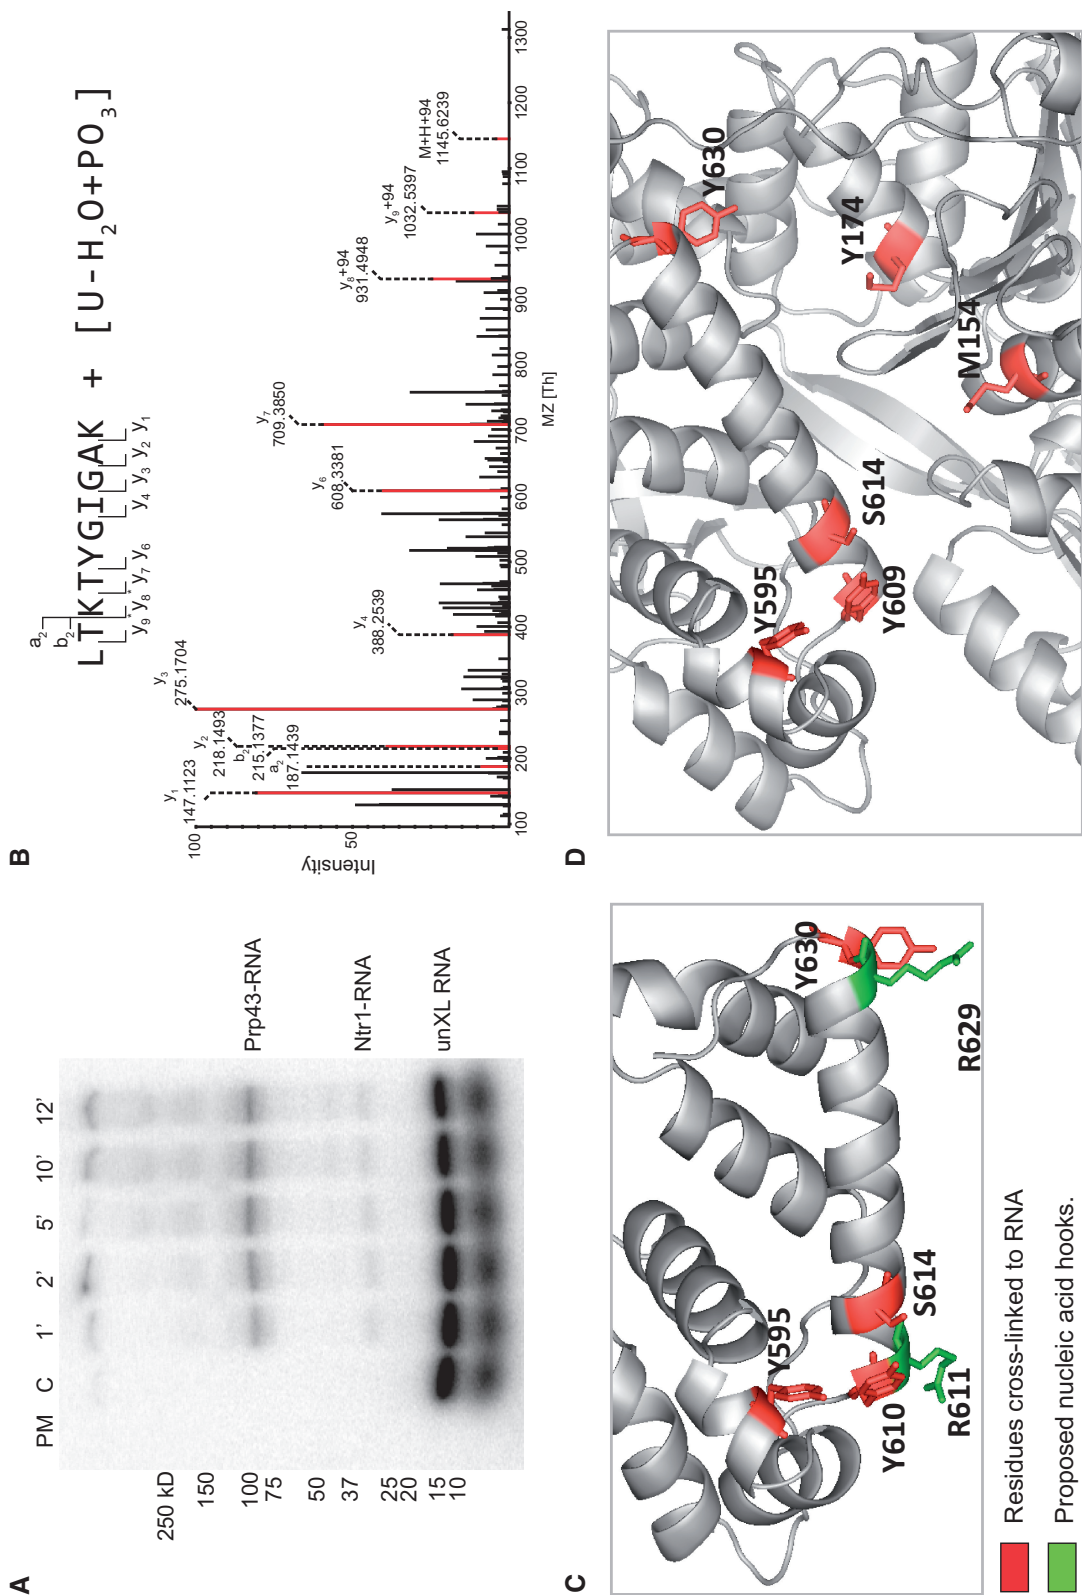 A
PM C 1' 2' 5' 10' 12'
250 kD
150
100
75
50
37
25
20
15
10
Prp43-RNA
Ntr1-RNA
unXL RNA
B
LTKTYGIGAK + [U-H2O+PO3]
a2
b2
y9* y8* y7 y6 y4 y3 y2 y1
Intensity
100
50
y1
147.1123
a2
187.1439
b2
215.1377
y2
218.1493
y3
275.1704
y4
388.2539
y6
608.3381
y7
709.3850
y8+94
931.4948
y9+94
1032.5397
M+H+94
1145.6239
100 200 300 400 500 600 700 800 900 1000 1100 1200 1300
MZ [Th]
C
Y595
Y610
R611
S614
Y630
R629
Residues cross-linked to RNA
Proposed nucleic acid hooks.
D
Y595
Y609
S614
Y630
Y174
M154